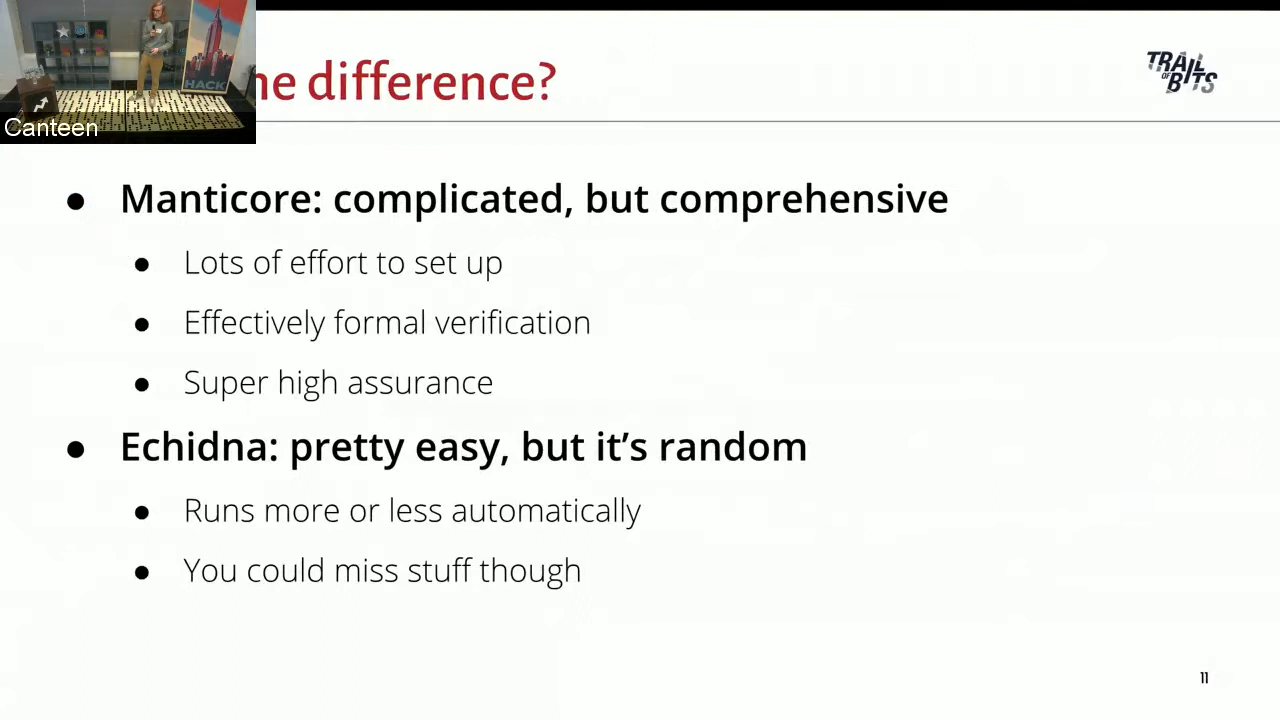 HACK
Canteen
he difference?
TRAIL
OF
BITS
● Manticore: complicated, but comprehensive
● Lots of effort to set up
● Effectively formal verification
● Super high assurance
● Echidna: pretty easy, but it’s random
● Runs more or less automatically
● You could miss stuff though
11